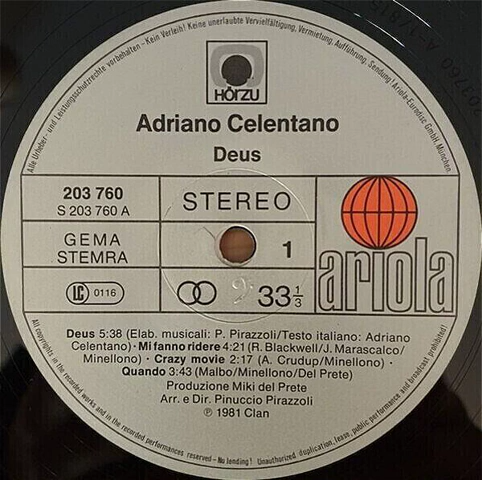 Alle Urheber- und Leistungsschutzrechte vorbehalten - Kein Verleih! Keine unerlaubte Vervielfältigung, Vermietung, Aufführung, Sendung! Ariola-Eurodisc GmbH München
HÖRZU
Adriano Celentano
Deus
203 760
S 203 760 A
STEREO
GEMA
STEMRA
1
LC 0116
33 1/3
ariola
Deus 5:38 (Elab. musicali: P. Pirazzoli/Testo italiano: Adriano
Celentano) · Mi fanno ridere 4:21 (R. Blackwell/J. Marascalco/
Minellono) · Crazy movie 2:17 (A. Crudup/Minellono) ·
Quando 3:43 (Malbo/Minellono/Del Prete)
Produzione Miki del Prete
Arr. e Dir. Pinuccio Pirazzoli
℗ 1981 Clan
All copyrights in the works and in the recorded performances reserved - No lending! Unauthorized duplication, lease, public performance and broadcast prohibited!